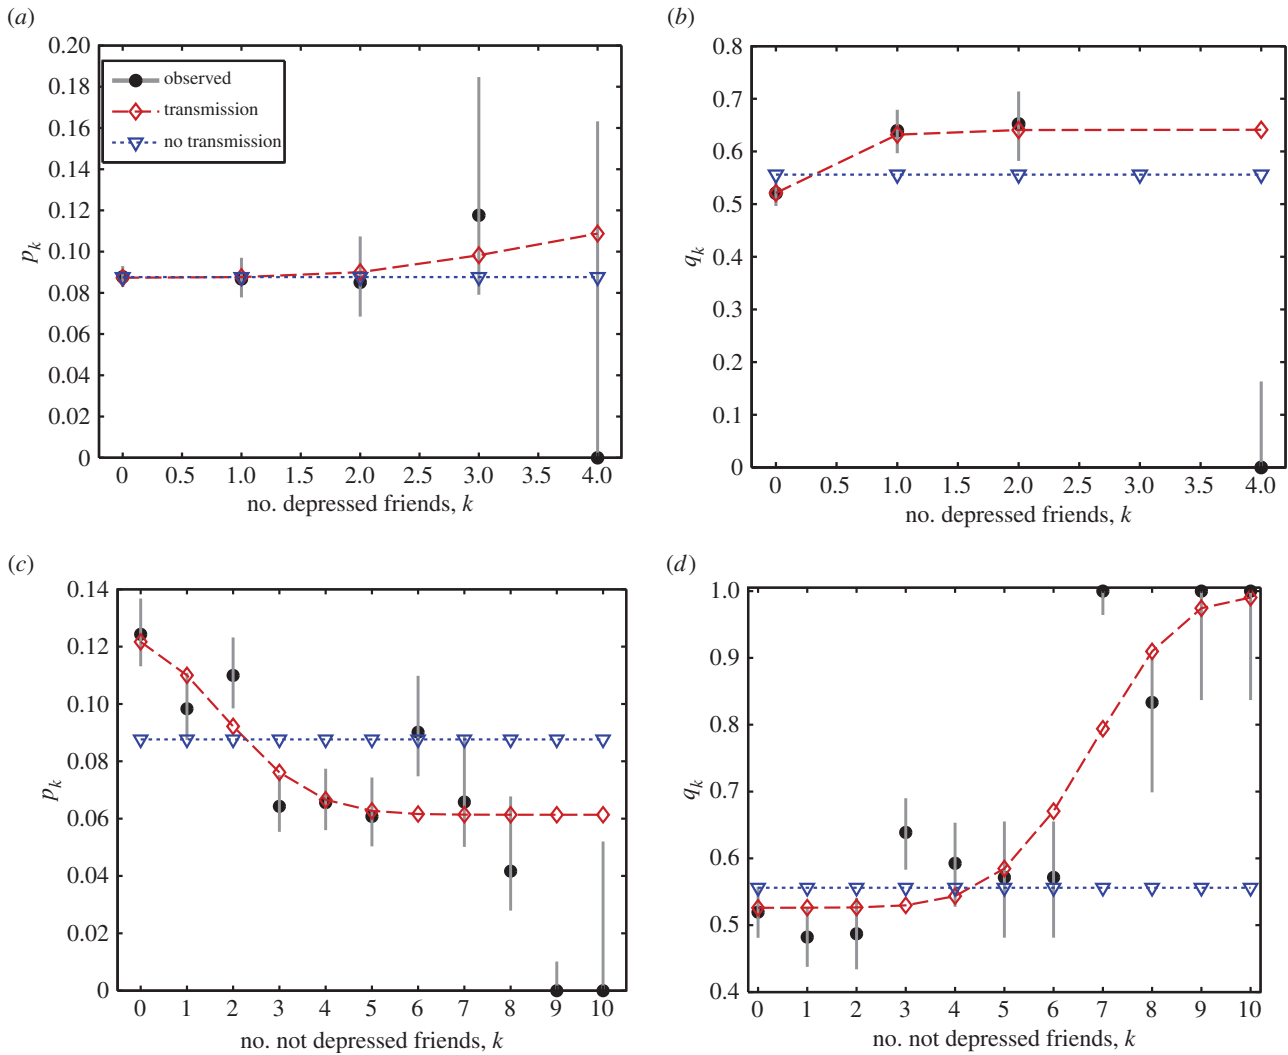 (a)
0.20
0.18
0.16
0.14
0.12
0.10
0.08
0.06
0.04
0.02
0
p_k
observed
transmission
no transmission
0 0.5 1.0 1.5 2.0 2.5 3.0 3.5 4.0
no. depressed friends, k
(b)
0.8
0.7
0.6
0.5
0.4
0.3
0.2
0.1
0
q_k
0 0.5 1.0 1.5 2.0 2.5 3.0 3.5 4.0
no. depressed friends, k
(c)
0.14
0.12
0.10
0.08
0.06
0.04
0.02
0
p_k
0 1 2 3 4 5 6 7 8 9 10
no. not depressed friends, k
(d)
1.0
0.9
0.8
0.7
0.6
0.5
0.4
q_k
0 1 2 3 4 5 6 7 8 9 10
no. not depressed friends, k